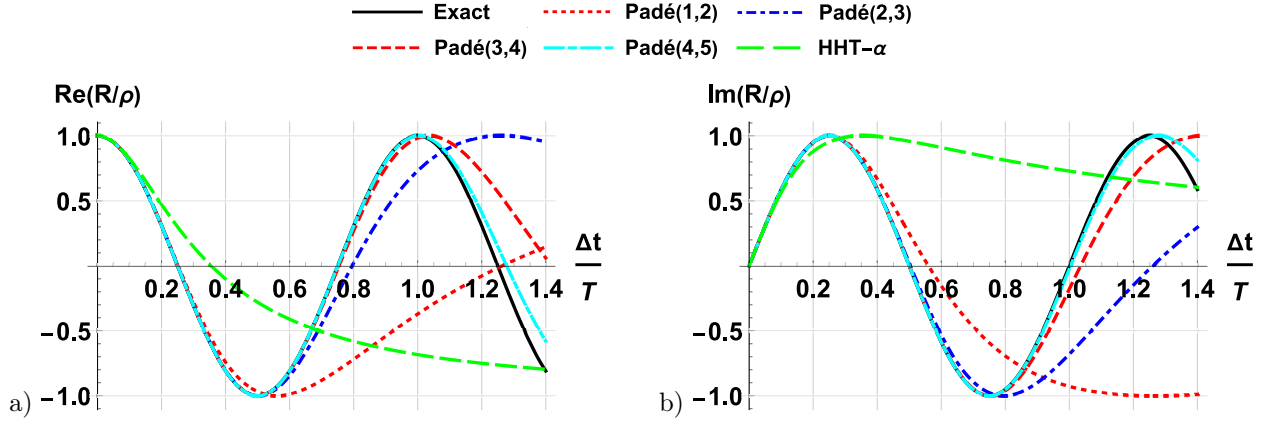 Exact Padé(1,2) Padé(2,3)
Padé(3,4) Padé(4,5) HHT-α
Re(R/ρ)
1.0
0.5
-0.5
-1.0
0.2 0.4 0.6 0.8 1.0 1.2 1.4
Δt
T
a)
Im(R/ρ)
1.0
0.5
-0.5
-1.0
0.2 0.4 0.6 0.8 1.0 1.2 1.4
Δt
T
b)